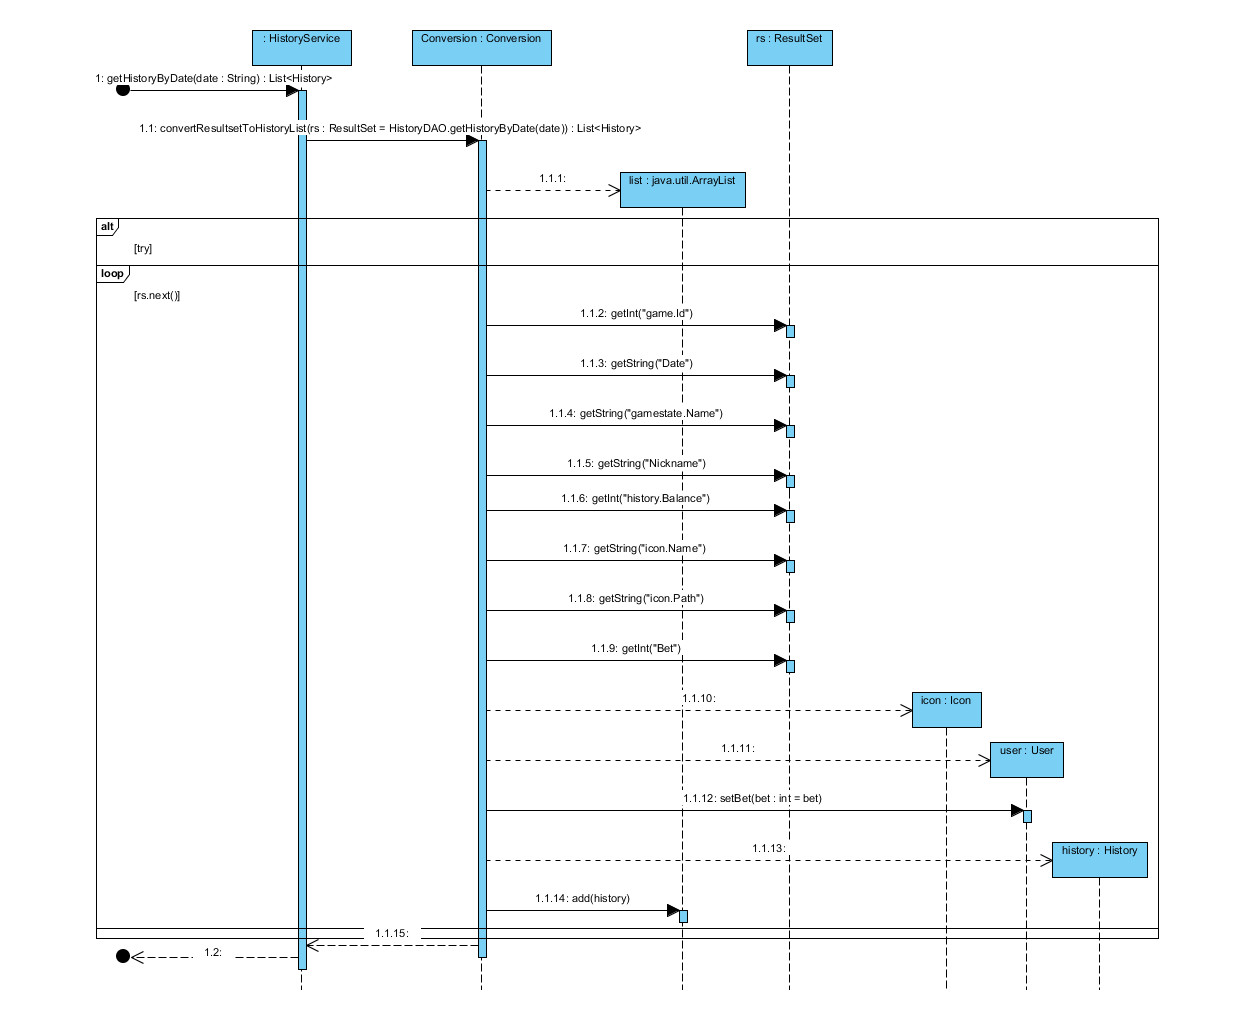 : HistoryService
Conversion : Conversion
rs : ResultSet
1: getHistoryByDate(date : String) : List<History>
1.1: convertResultsetToHistoryList(rs : ResultSet = HistoryDAO.getHistoryByDate(date)) : List<History>
1.1.1:
list : java.util.ArrayList
alt
[try]
loop
[rs.next()]
1.1.2: getInt("game.Id")
1.1.3: getString("Date")
1.1.4: getString("gamestate.Name")
1.1.5: getString("Nickname")
1.1.6: getInt("history.Balance")
1.1.7: getString("icon.Name")
1.1.8: getString("icon.Path")
1.1.9: getInt("Bet")
1.1.10:
icon : Icon
1.1.11:
user : User
1.1.12: setBet(bet : int = bet)
1.1.13:
history : History
1.1.14: add(history)
1.1.15:
1.2: